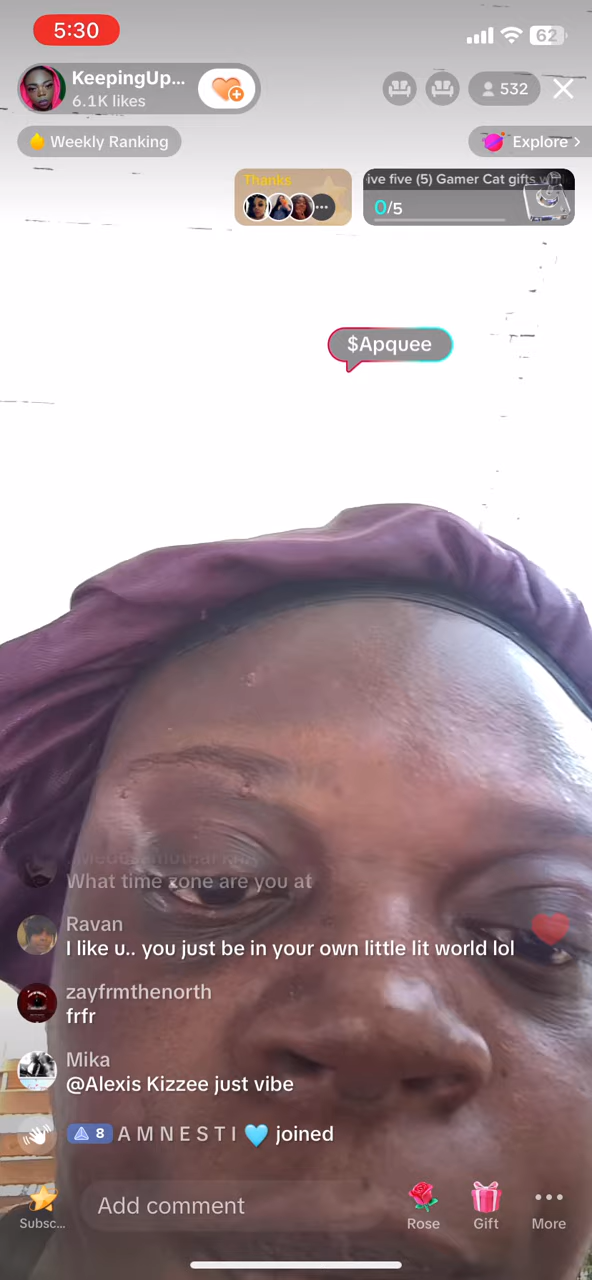 5:30
62
KeepingUp...
6.1K likes
532
Weekly Ranking
Explore >
Thanks
ive five (5) Gamer Cat gifts
0/5
$Apquee
What time zone are you at
Ravan
I like u.. you just be in your own little lit world lol
zayfrmthenorth
frfr
Mika
@Alexis Kizzee just vibe
8 A M N E S T I 🩵 joined
Add comment
Subsc...
Rose
Gift
More